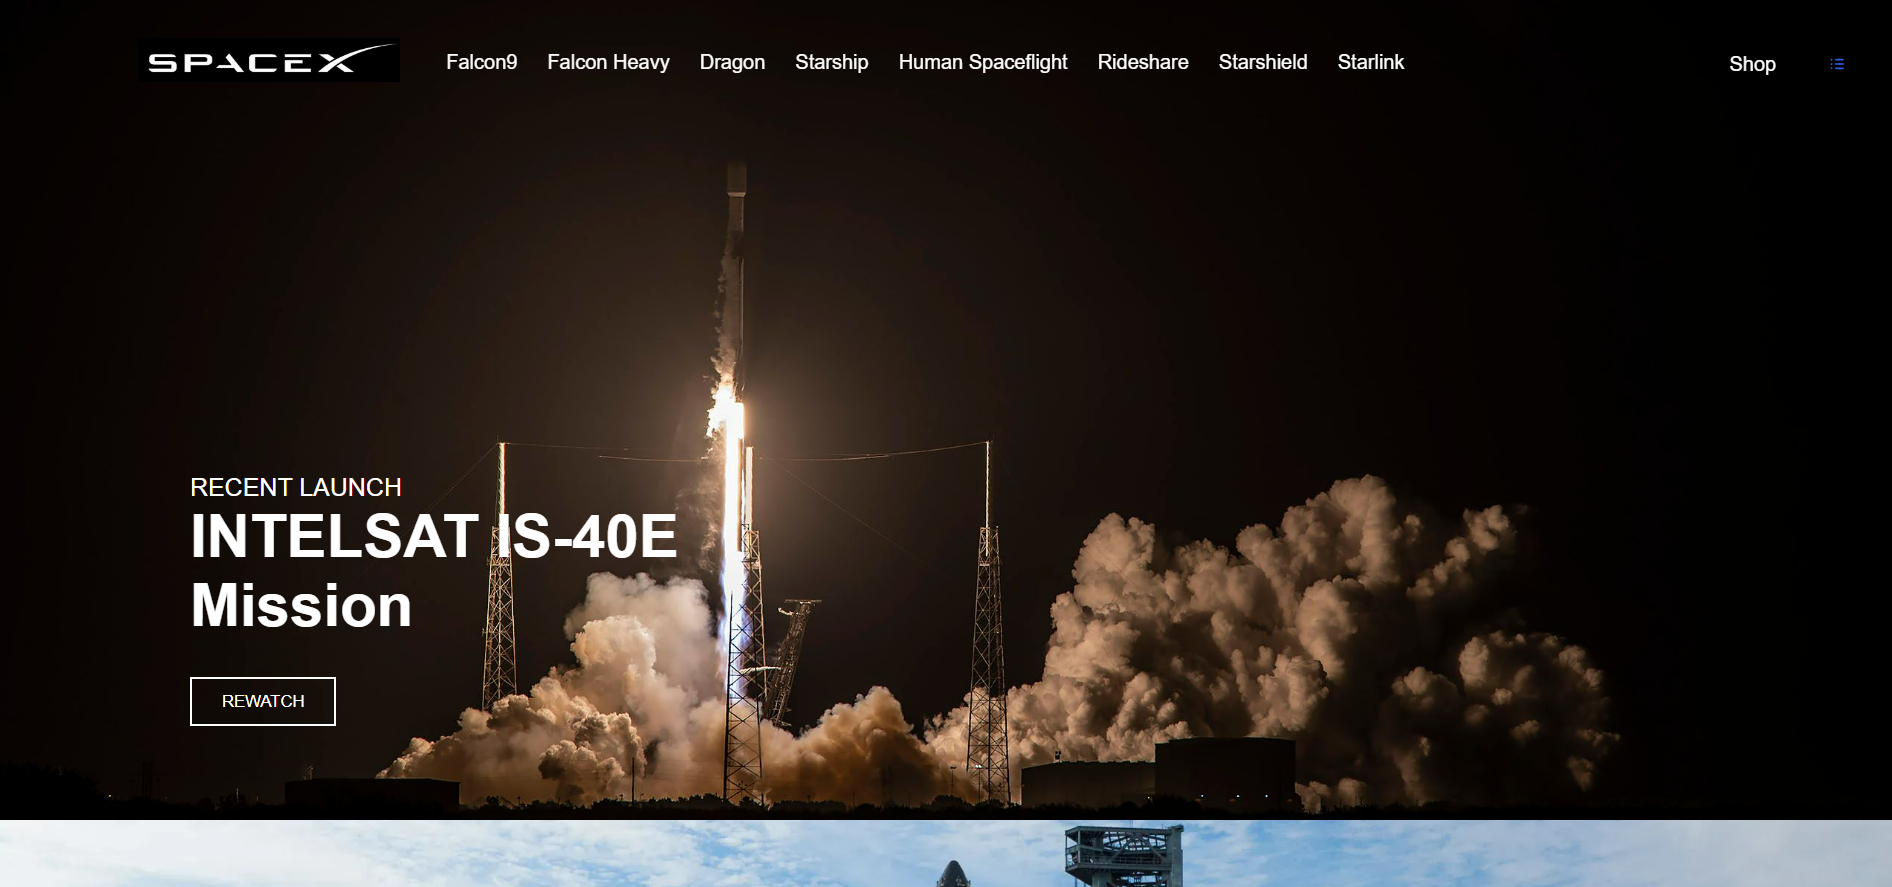 SPACEX
Falcon9 Falcon Heavy Dragon Starship Human Spaceflight Rideshare Starshield Starlink Shop
RECENT LAUNCH
INTELSAT IS-40E
Mission
REWATCH